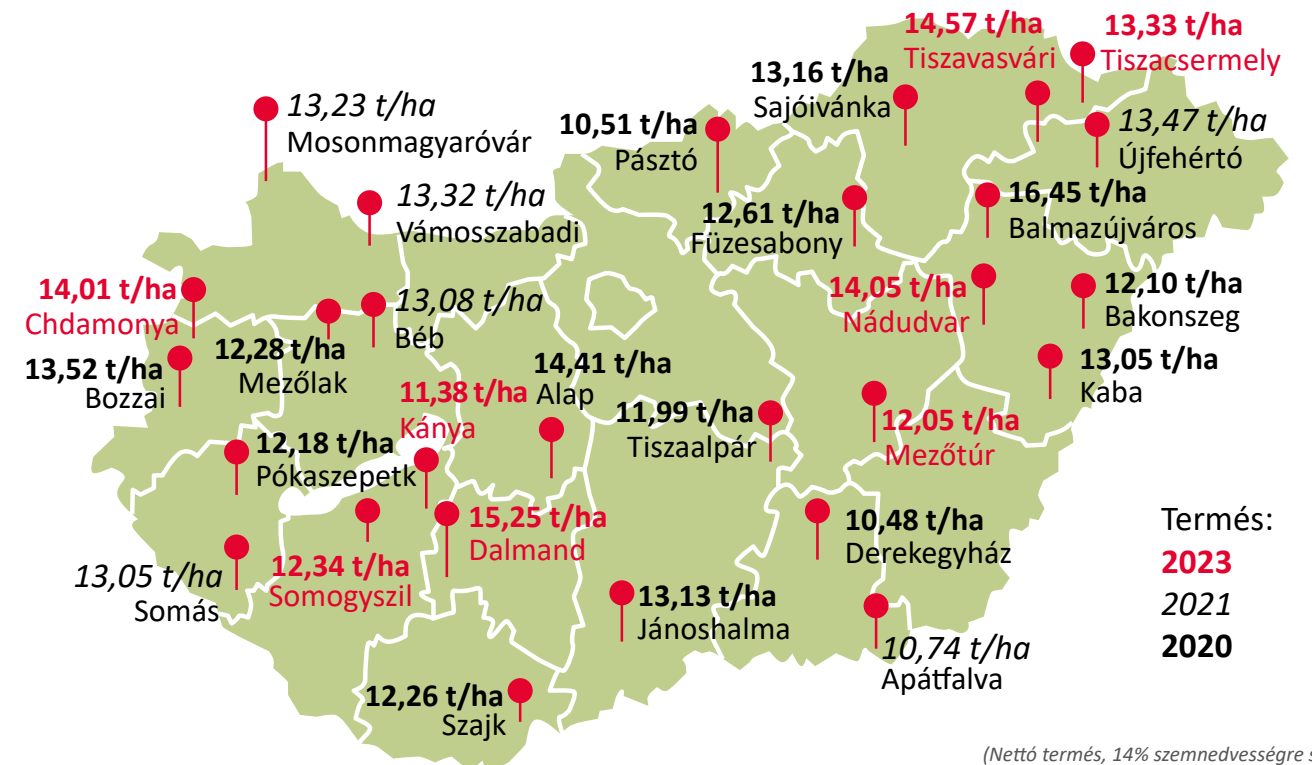 14,57 t/ha
Tiszavasvári
13,33 t/ha
Tiszacsermely
13,16 t/ha
Sajóivánka
13,23 t/ha
Mosonmagyaróvár
10,51 t/ha
Pásztó
13,47 t/ha
Újfehértó
13,32 t/ha
Vámosszabadi
12,61 t/ha
Füzesabony
16,45 t/ha
Balmazújváros
14,01 t/ha
Chdamonya
13,08 t/ha
Béb
14,05 t/ha
Nádudvar
12,10 t/ha
Bakonszeg
12,28 t/ha
Mezőlak
13,52 t/ha
Bozzai
14,41 t/ha
Alap
13,05 t/ha
Kaba
11,38 t/ha
Kánya
11,99 t/ha
Tiszaalpár
12,05 t/ha
Mezőtúr
12,18 t/ha
Pókaszepetk
15,25 t/ha
Dalmand
10,48 t/ha
Derekegyház
13,05 t/ha
Somás
12,34 t/ha
Somogyszil
13,13 t/ha
Jánoshalma
10,74 t/ha
Apátfalva
12,26 t/ha
Szajk
Termés:
2023
2021
2020
(Nettó termés, 14% szemnedvességre